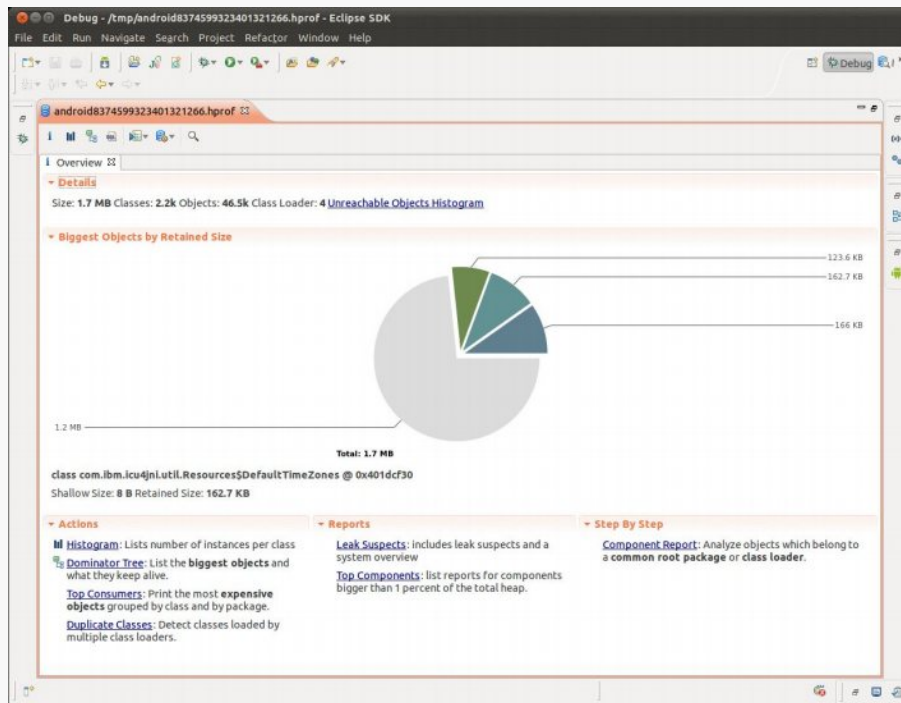 Debug - /tmp/android8374599323401321266.hprof - Eclipse SDK
File Edit Run Navigate Search Project Refactor Window Help
Debug
android8374599323401321266.hprof
i Overview
Details
Size: 1.7 MB Classes: 2.2k Objects: 46.5k Class Loader: 4 Unreachable Objects Histogram
Biggest Objects by Retained Size
123.6 KB
162.7 KB
166 KB
1.2 MB
Total: 1.7 MB
class com.ibm.icu4jni.util.Resources$DefaultTimeZones @ 0x401dcf30
Shallow Size: 8 B Retained Size: 162.7 KB
Actions
Histogram: Lists number of instances per class
Dominator Tree: List the biggest objects and
what they keep alive.
Top Consumers: Print the most expensive
objects grouped by class and by package.
Duplicate Classes: Detect classes loaded by
multiple class loaders.
Reports
Leak Suspects: includes leak suspects and a
system overview
Top Components: list reports for components
bigger than 1 percent of the total heap.
Step By Step
Component Report: Analyze objects which belong to
a common root package or class loader.